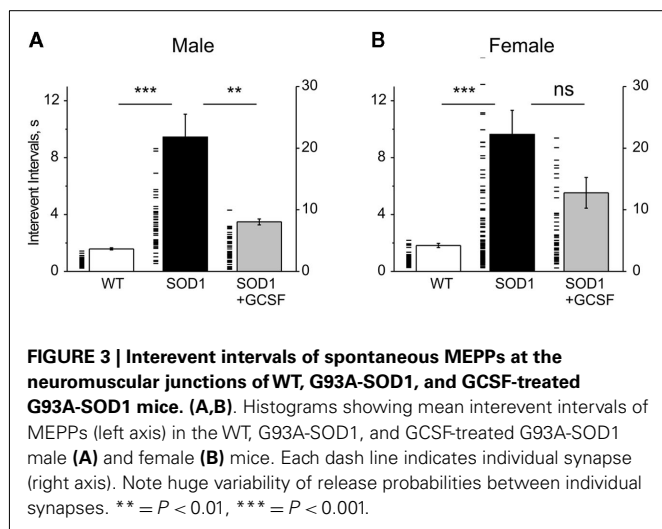 A Male
B Female
*** **
*** ns
Interevent Intervals, s
12
8
4
0
30
20
10
0
WT SOD1 SOD1 +GCSF
12
8
4
0
30
20
10
0
WT SOD1 SOD1 +GCSF
FIGURE 3 | Interevent intervals of spontaneous MEPPs at the
neuromuscular junctions of WT, G93A-SOD1, and GCSF-treated
G93A-SOD1 mice. (A,B). Histograms showing mean interevent intervals of
MEPPs (left axis) in the WT, G93A-SOD1, and GCSF-treated G93A-SOD1
male (A) and female (B) mice. Each dash line indicates individual synapse
(right axis). Note huge variability of release probabilities between individual
synapses. ** = P < 0.01, *** = P < 0.001.